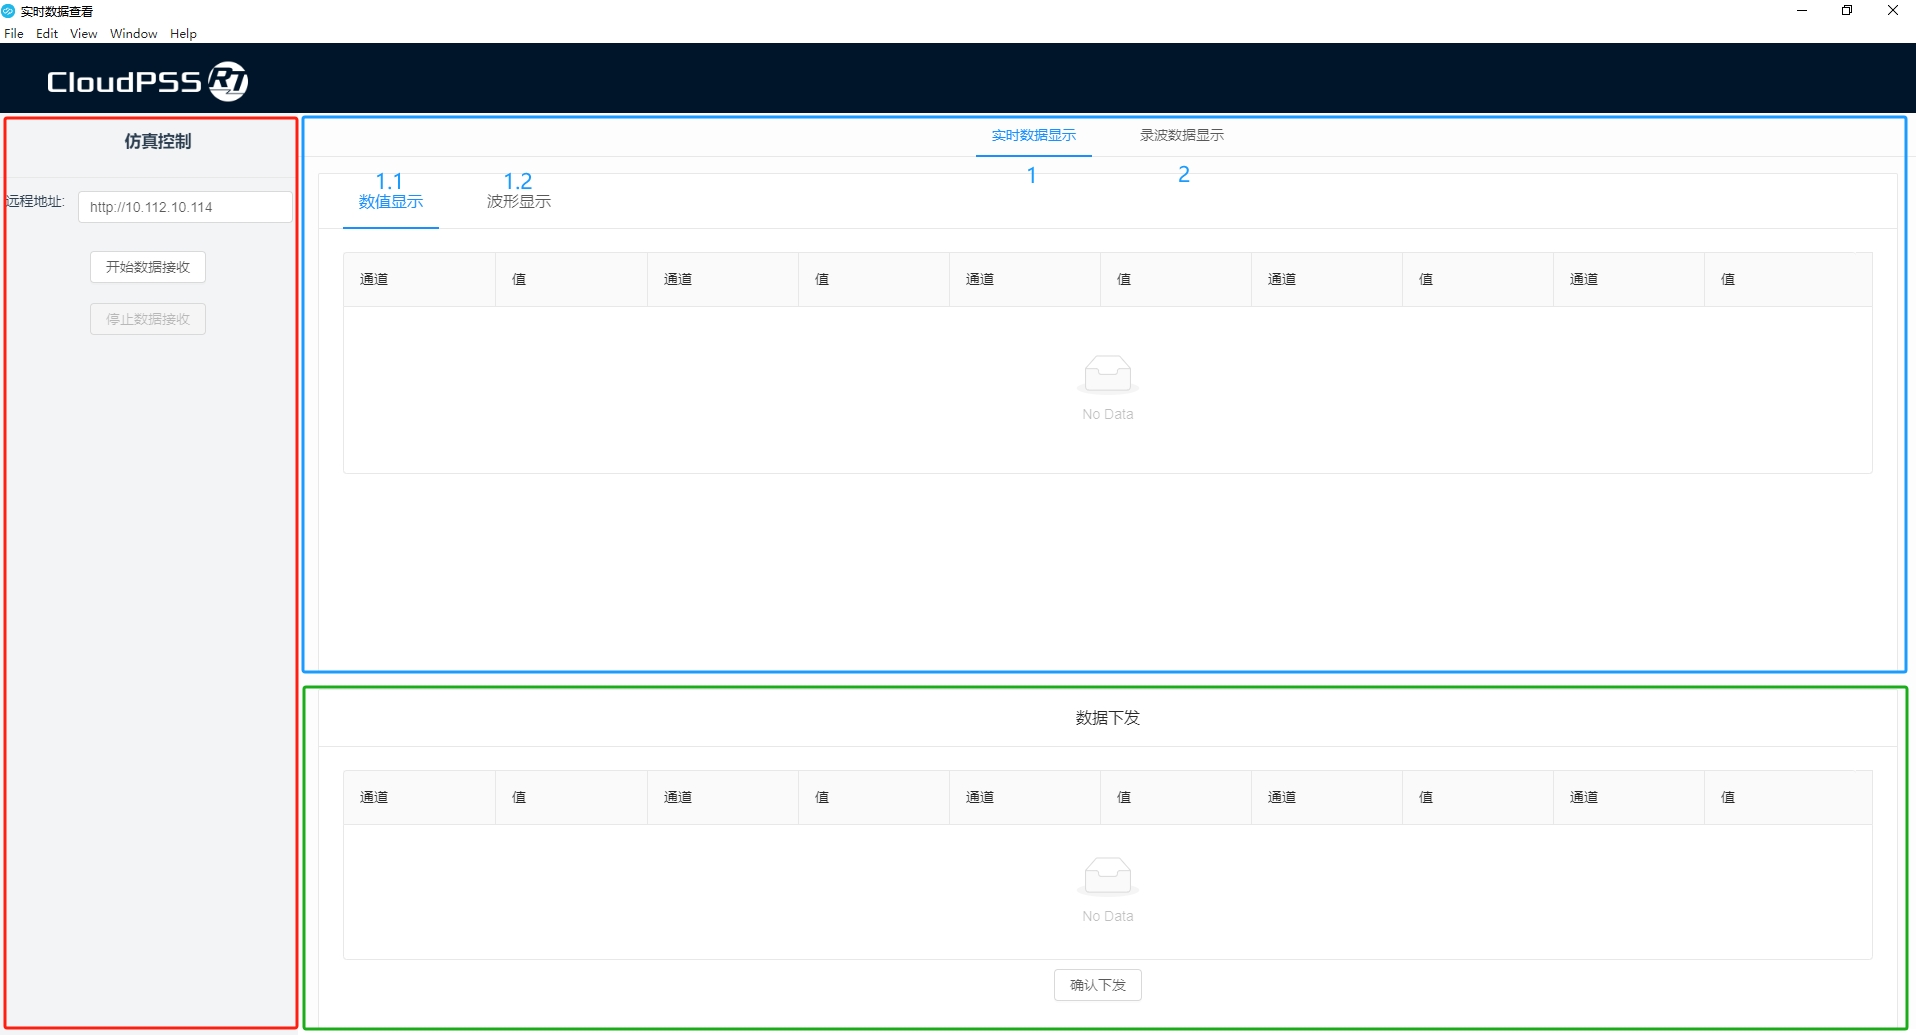 实时数据查看
File Edit View Window Help
CloudPSS RT
仿真控制
远程地址: http://10.112.10.114
开始数据接收
停止数据接收
实时数据显示 录波数据显示
1 2
1.1 1.2
数值显示 波形显示
通道 值 通道 值 通道 值 通道 值 通道 值
No Data
数据下发
通道 值 通道 值 通道 值 通道 值 通道 值
No Data
确认下发